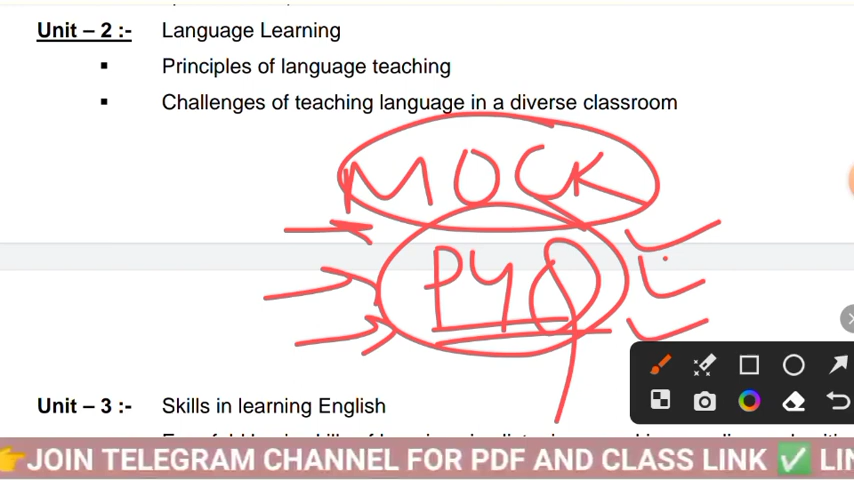 Unit – 2 :- Language Learning
▪ Principles of language teaching
▪ Challenges of teaching language in a diverse classroom
MOCK
PYQ
Unit – 3 :- Skills in learning English
👉JOIN TELEGRAM CHANNEL FOR PDF AND CLASS LINK ✅ LIN